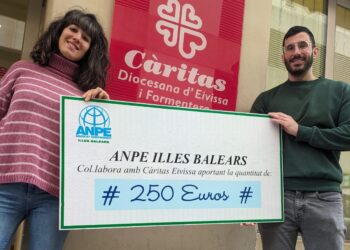 Càritas
Diocesana d'Eivissa
i Formentera
ANPE
ILLES BALEARS
ANPE ILLES BALEARS
Col.labora amb Càritas Eivissa aportant la quantitat de:
# 250 Euros #